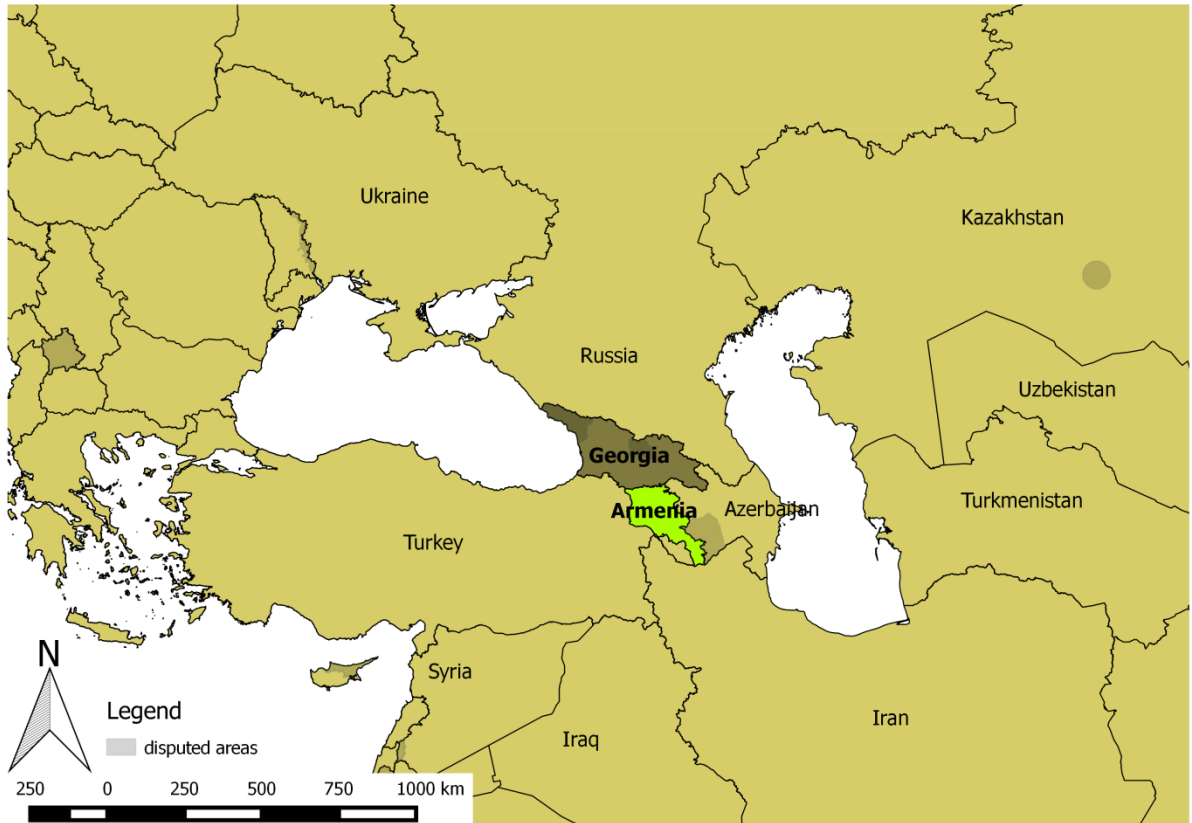 Ukraine
Kazakhstan
Russia
Uzbekistan
Georgia
Turkmenistan
Armenia
Azerbaijan
Turkey
N
Syria
Legend
Iran
Iraq
disputed areas
250 0 250 500 750 1000 km